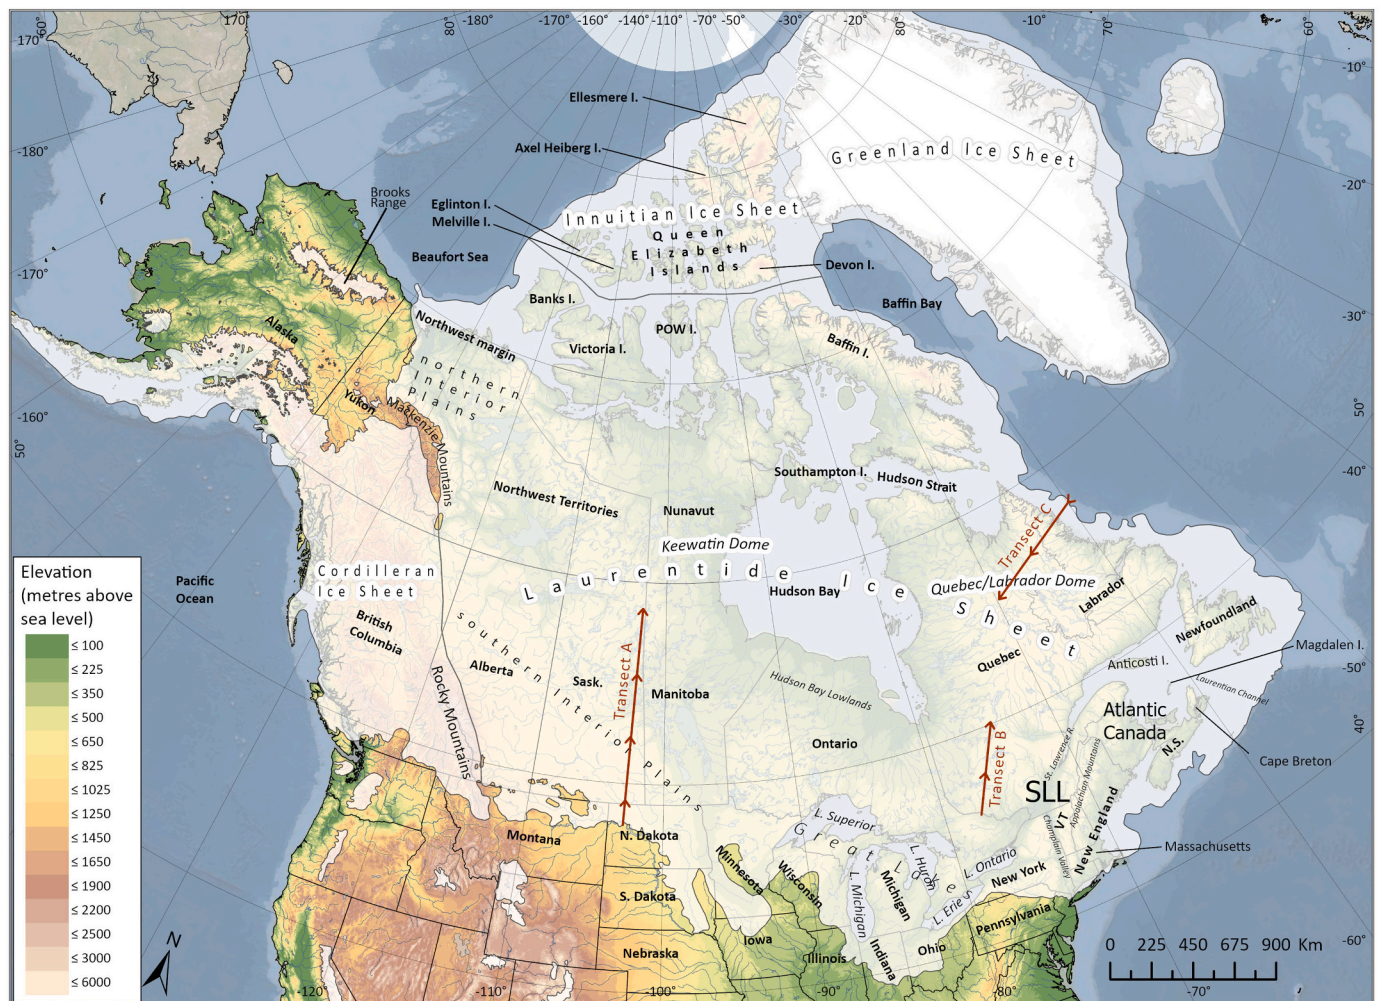 170°
180°
-180°
-170°
-160°
-140°
-110°
-70°
-50°
-30°
-20°
80°
-10°
70°
60°
170°
160°
-10°
-180°
-20°
-170°
-30°
-160°
50°
50°
-40°
-50°
40°
-60°
-120°
-110°
-100°
-90°
-80°
-70°
Ellesmere I.
Axel Heiberg I.
Greenland Ice Sheet
Brooks
Range
Eglinton I.
Melville I.
Innuitian Ice Sheet
Queen
Elizabeth
Islands
Beaufort Sea
Devon I.
Banks I.
Baffin Bay
Alaska
Northwest margin
POW I.
Victoria I.
Baffin I.
northern
Interior
Plains
Yukon
Mackenzie Mountains
Southampton I.
Hudson Strait
Northwest Territories
Nunavut
Transect C
Keewatin Dome
Cordilleran
Ice Sheet
Laurentide Ice Sheet
Hudson Bay
Quebec/Labrador Dome
Labrador
Pacific
Ocean
British
Columbia
southern Interior Plains
Newfoundland
Magdalen I.
Anticosti I.
Quebec
Alberta
Sask.
Transect A
Manitoba
Hudson Bay Lowlands
Laurentian Channel
Rocky Mountains
Atlantic
Canada
N.S.
Ontario
St. Lawrence R.
Appalachian Mountains
Cape Breton
Transect B
SLL
VT
Champlain Valley
New England
Massachusetts
L. Superior
Great Lakes
L. Huron
L. Michigan
Michigan
L. Ontario
L. Erie
New York
Montana
N. Dakota
Minnesota
Wisconsin
S. Dakota
Pennsylvania
Iowa
Illinois
Indiana
Ohio
Nebraska
Elevation
(metres above
sea level)
≤ 100
≤ 225
≤ 350
≤ 500
≤ 650
≤ 825
≤ 1025
≤ 1250
≤ 1450
≤ 1650
≤ 1900
≤ 2200
≤ 2500
≤ 3000
≤ 6000
N
0 225 450 675 900 Km